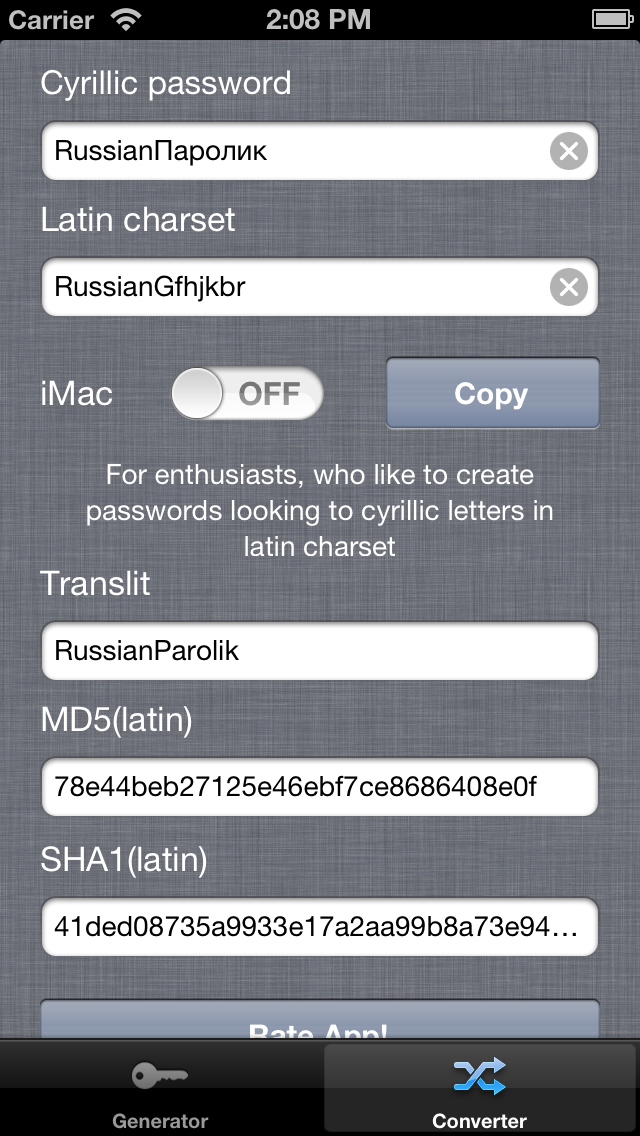 Carrier 2:08 PM
Cyrillic password
RussianПаролик
Latin charset
RussianGfhjkbr
iMac OFF Copy
For enthusiasts, who like to create
passwords looking to cyrillic letters in
latin charset
Translit
RussianParolik
MD5(latin)
78e44beb27125e46ebf7ce8686408e0f
SHA1(latin)
41ded08735a9933e17a2aa99b8a73e94...
Rate App!
Generator Converter